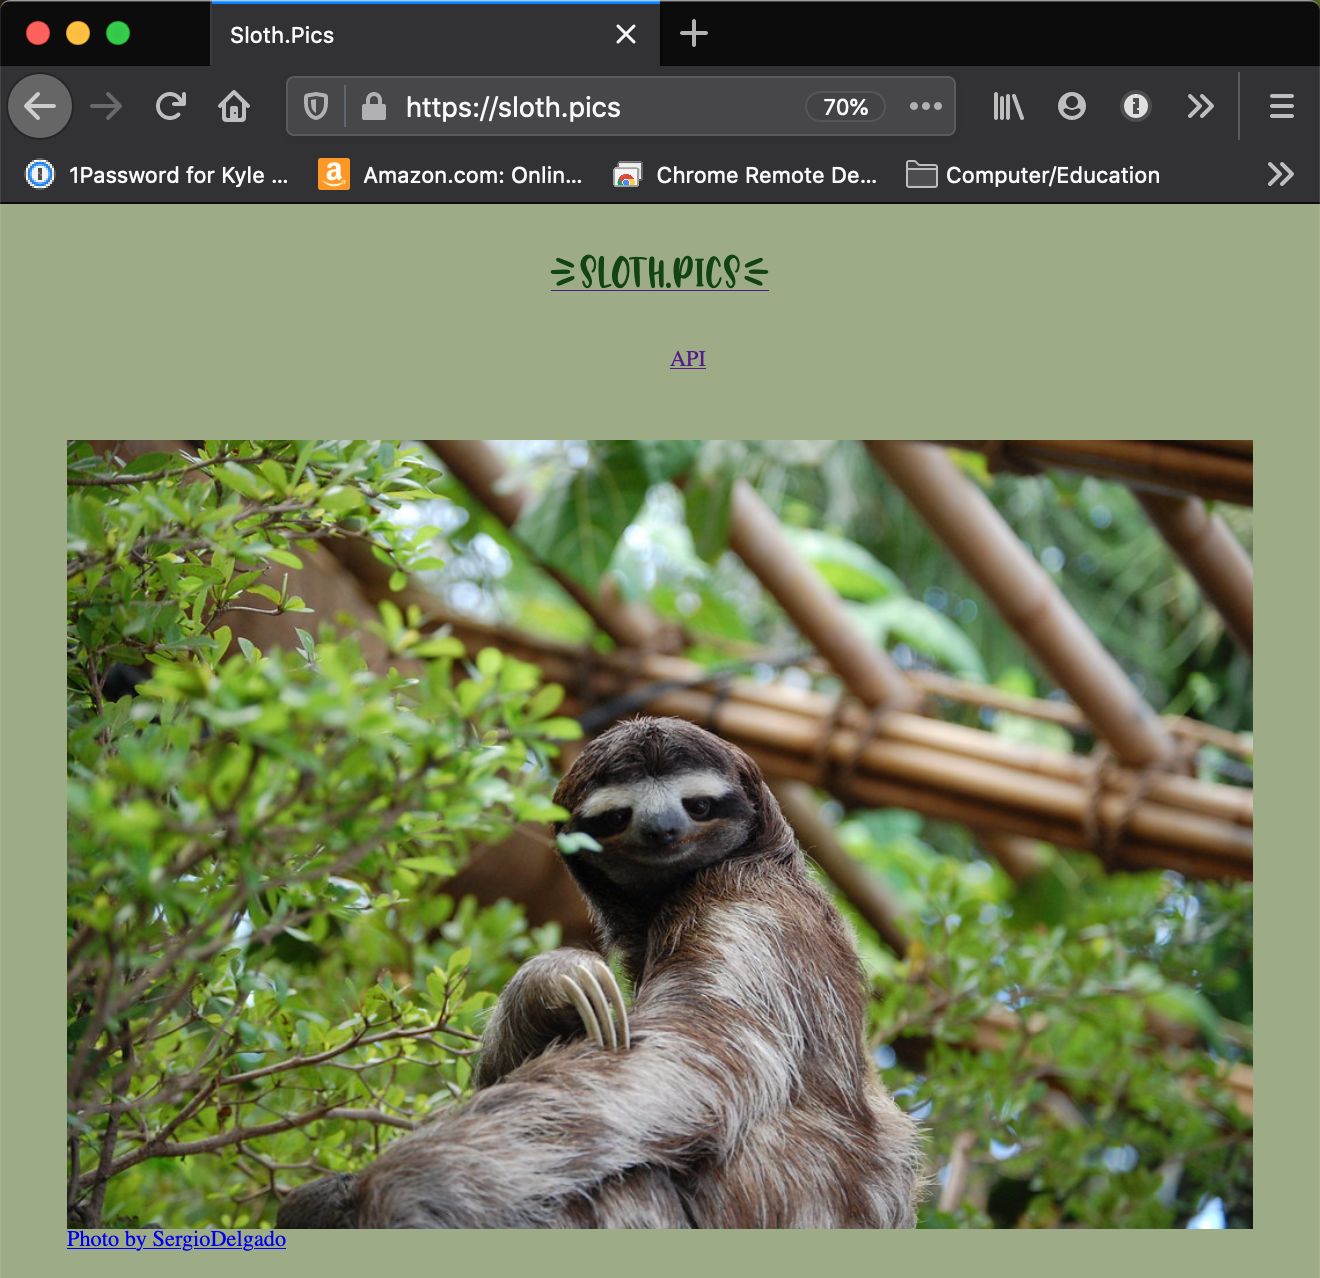 Sloth.Pics
https://sloth.pics 70%
1Password for Kyle ... Amazon.com: Onlin... Chrome Remote De... Computer/Education
SLOTH.PICS
API
Photo by SergioDelgado